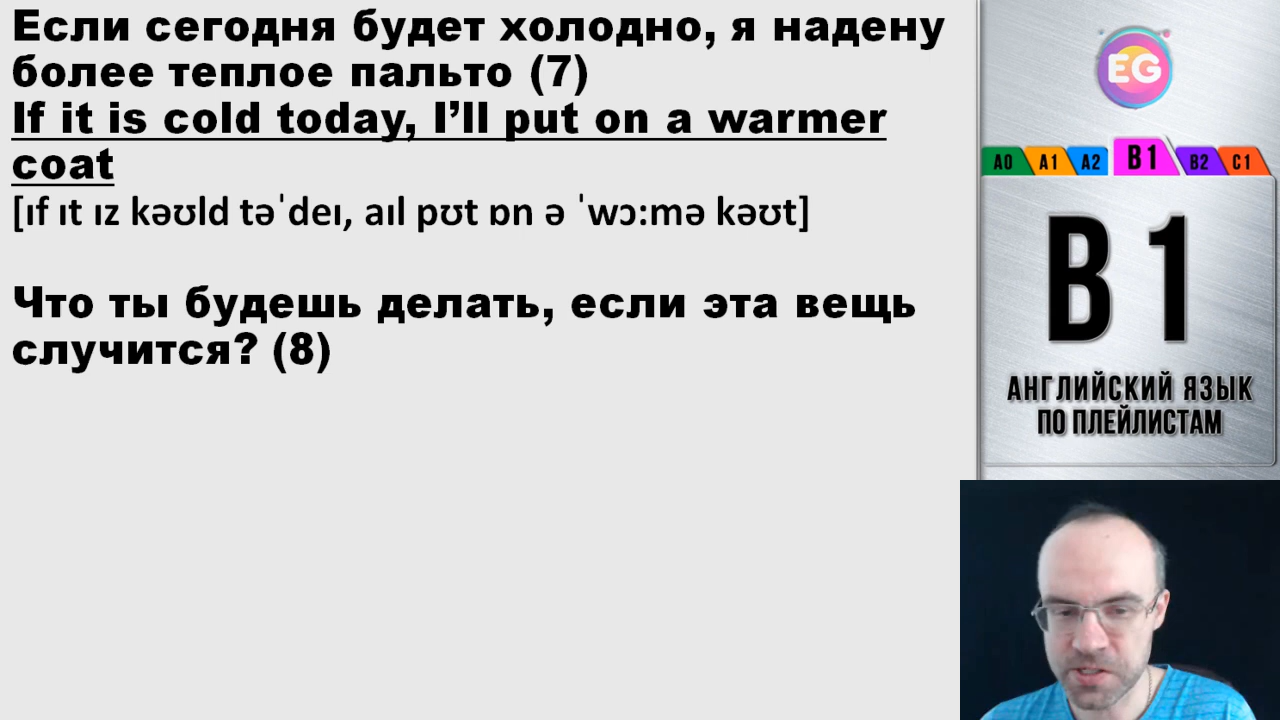 Если сегодня будет холодно, я надену
более теплое пальто (7)
If it is cold today, I’ll put on a warmer
coat
[ɪf ɪt ɪz kəʊld təˈdeɪ, aɪl pʊt ɒn ə ˈwɔ:mə kəʊt]
Что ты будешь делать, если эта вещь
случится? (8)
EG
A0 A1 A2 B1 B2 C1
B1
АНГЛИЙСКИЙ ЯЗЫК
ПО ПЛЕЙЛИСТАМ